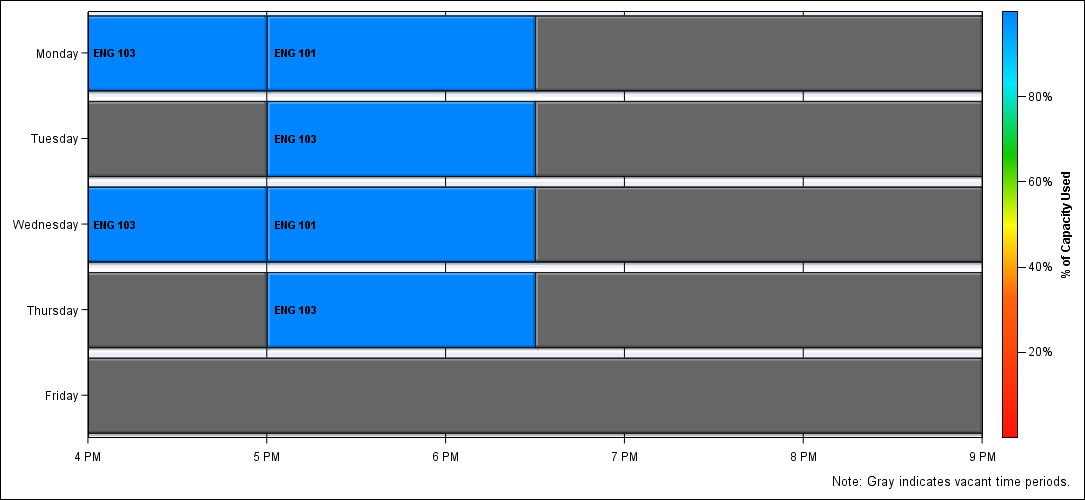 Monday
ENG 103
ENG 101
Tuesday
ENG 103
Wednesday
ENG 103
ENG 101
Thursday
ENG 103
Friday
4 PM
5 PM
6 PM
7 PM
8 PM
9 PM
80%
60%
40%
20%
% of Capacity Used
Note: Gray indicates vacant time periods.